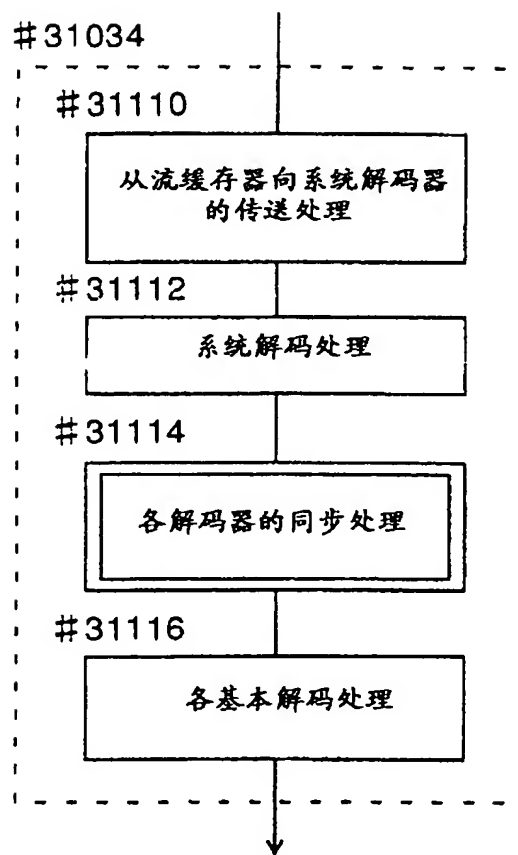 #31034
#31110
从流缓存器向系统解码器
的传送处理
#31112
系统解码处理
#31114
各解码器的同步处理
#31116
各基本解码处理